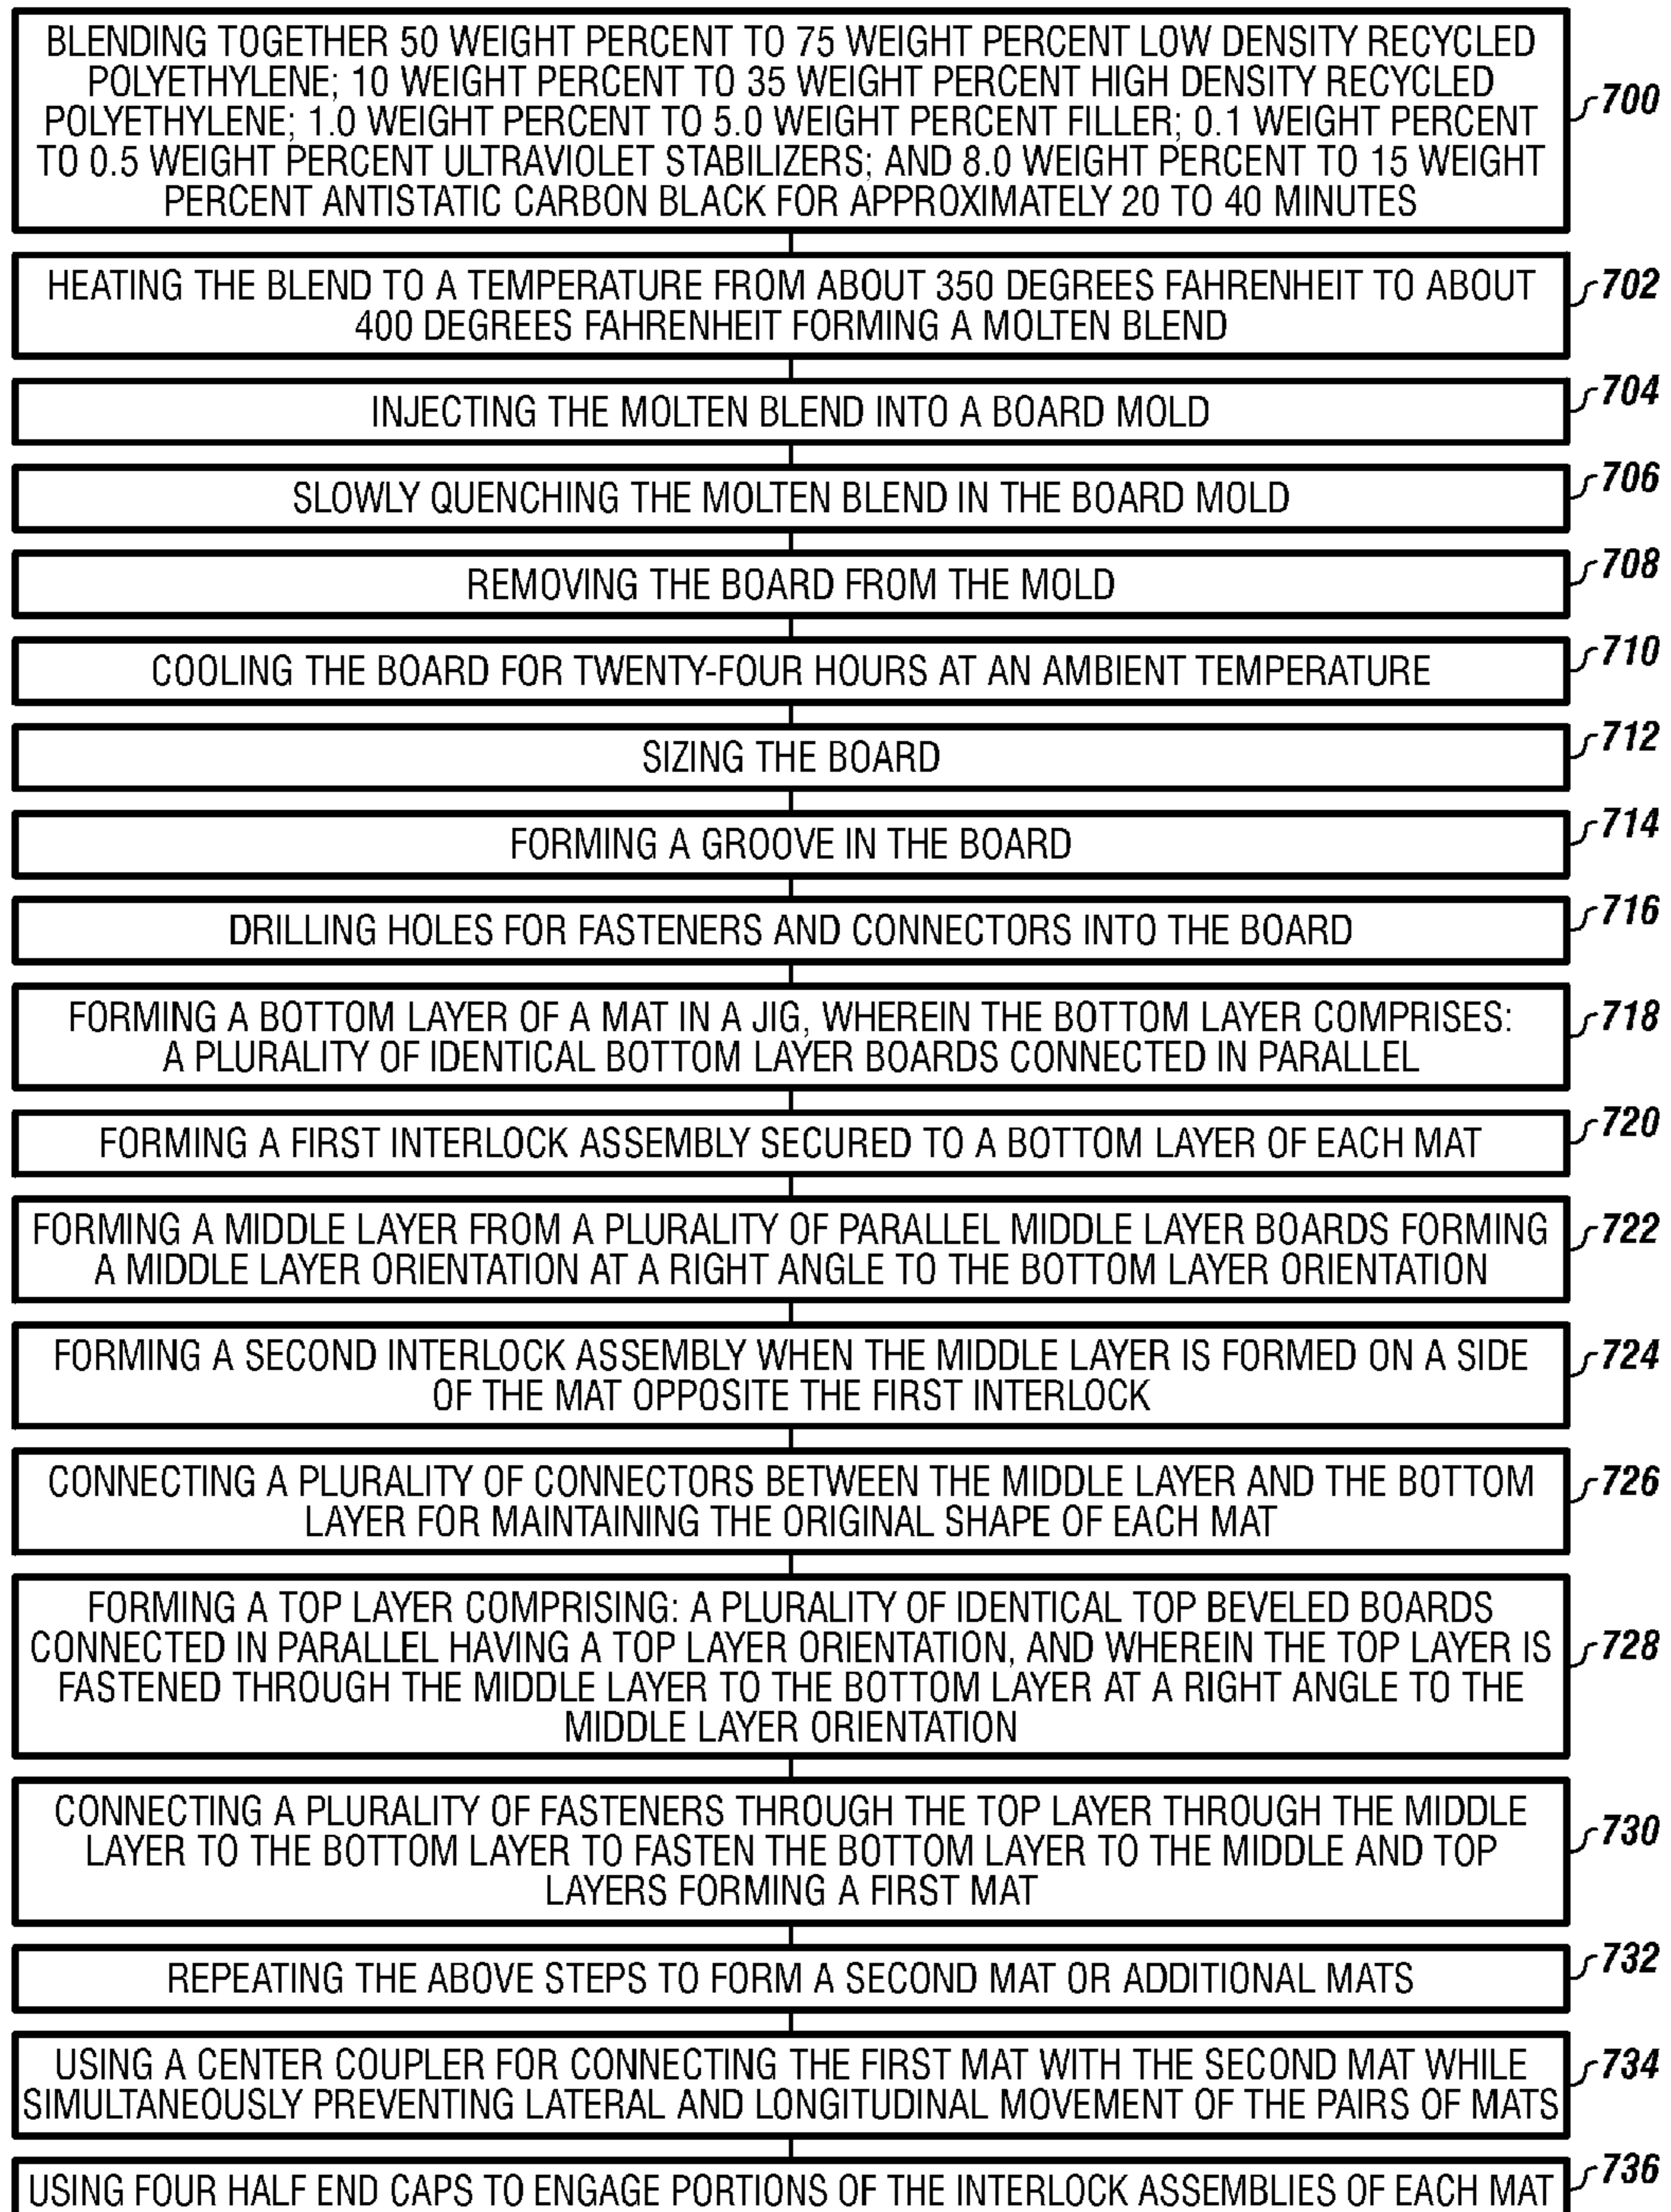 BLENDING TOGETHER 50 WEIGHT PERCENT TO 75 WEIGHT PERCENT LOW DENSITY RECYCLED
POLYETHYLENE; 10 WEIGHT PERCENT TO 35 WEIGHT PERCENT HIGH DENSITY RECYCLED
POLYETHYLENE; 1.0 WEIGHT PERCENT TO 5.0 WEIGHT PERCENT FILLER; 0.1 WEIGHT PERCENT
TO 0.5 WEIGHT PERCENT ULTRAVIOLET STABILIZERS; AND 8.0 WEIGHT PERCENT TO 15 WEIGHT
PERCENT ANTISTATIC CARBON BLACK FOR APPROXIMATELY 20 TO 40 MINUTES
700
HEATING THE BLEND TO A TEMPERATURE FROM ABOUT 350 DEGREES FAHRENHEIT TO ABOUT
400 DEGREES FAHRENHEIT FORMING A MOLTEN BLEND
702
INJECTING THE MOLTEN BLEND INTO A BOARD MOLD
704
SLOWLY QUENCHING THE MOLTEN BLEND IN THE BOARD MOLD
706
REMOVING THE BOARD FROM THE MOLD
708
COOLING THE BOARD FOR TWENTY-FOUR HOURS AT AN AMBIENT TEMPERATURE
710
SIZING THE BOARD
712
FORMING A GROOVE IN THE BOARD
714
DRILLING HOLES FOR FASTENERS AND CONNECTORS INTO THE BOARD
716
FORMING A BOTTOM LAYER OF A MAT IN A JIG, WHEREIN THE BOTTOM LAYER COMPRISES:
A PLURALITY OF IDENTICAL BOTTOM LAYER BOARDS CONNECTED IN PARALLEL
718
FORMING A FIRST INTERLOCK ASSEMBLY SECURED TO A BOTTOM LAYER OF EACH MAT
720
FORMING A MIDDLE LAYER FROM A PLURALITY OF PARALLEL MIDDLE LAYER BOARDS FORMING
A MIDDLE LAYER ORIENTATION AT A RIGHT ANGLE TO THE BOTTOM LAYER ORIENTATION
722
FORMING A SECOND INTERLOCK ASSEMBLY WHEN THE MIDDLE LAYER IS FORMED ON A SIDE
OF THE MAT OPPOSITE THE FIRST INTERLOCK
724
CONNECTING A PLURALITY OF CONNECTORS BETWEEN THE MIDDLE LAYER AND THE BOTTOM
LAYER FOR MAINTAINING THE ORIGINAL SHAPE OF EACH MAT
726
FORMING A TOP LAYER COMPRISING: A PLURALITY OF IDENTICAL TOP BEVELED BOARDS
CONNECTED IN PARALLEL HAVING A TOP LAYER ORIENTATION, AND WHEREIN THE TOP LAYER IS
FASTENED THROUGH THE MIDDLE LAYER TO THE BOTTOM LAYER AT A RIGHT ANGLE TO THE
MIDDLE LAYER ORIENTATION
728
CONNECTING A PLURALITY OF FASTENERS THROUGH THE TOP LAYER THROUGH THE MIDDLE
LAYER TO THE BOTTOM LAYER TO FASTEN THE BOTTOM LAYER TO THE MIDDLE AND TOP
LAYERS FORMING A FIRST MAT
730
REPEATING THE ABOVE STEPS TO FORM A SECOND MAT OR ADDITIONAL MATS
732
USING A CENTER COUPLER FOR CONNECTING THE FIRST MAT WITH THE SECOND MAT WHILE
SIMULTANEOUSLY PREVENTING LATERAL AND LONGITUDINAL MOVEMENT OF THE PAIRS OF MATS
734
USING FOUR HALF END CAPS TO ENGAGE PORTIONS OF THE INTERLOCK ASSEMBLIES OF EACH MAT
736